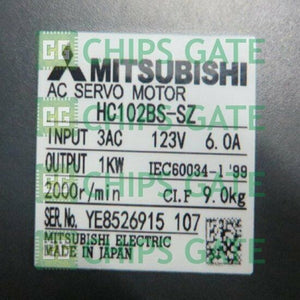 CHIPS GATE
MITSUBISHI
AC SERVO MOTOR
HC102BS-SZ
INPUT 3AC 123V 6.0A
OUTPUT 1KW IEC60034-1'99
2000r/min CI.F 9.0kg
SER.No. YE8526915 107
MITSUBISHI ELECTRIC
MADE IN JAPAN